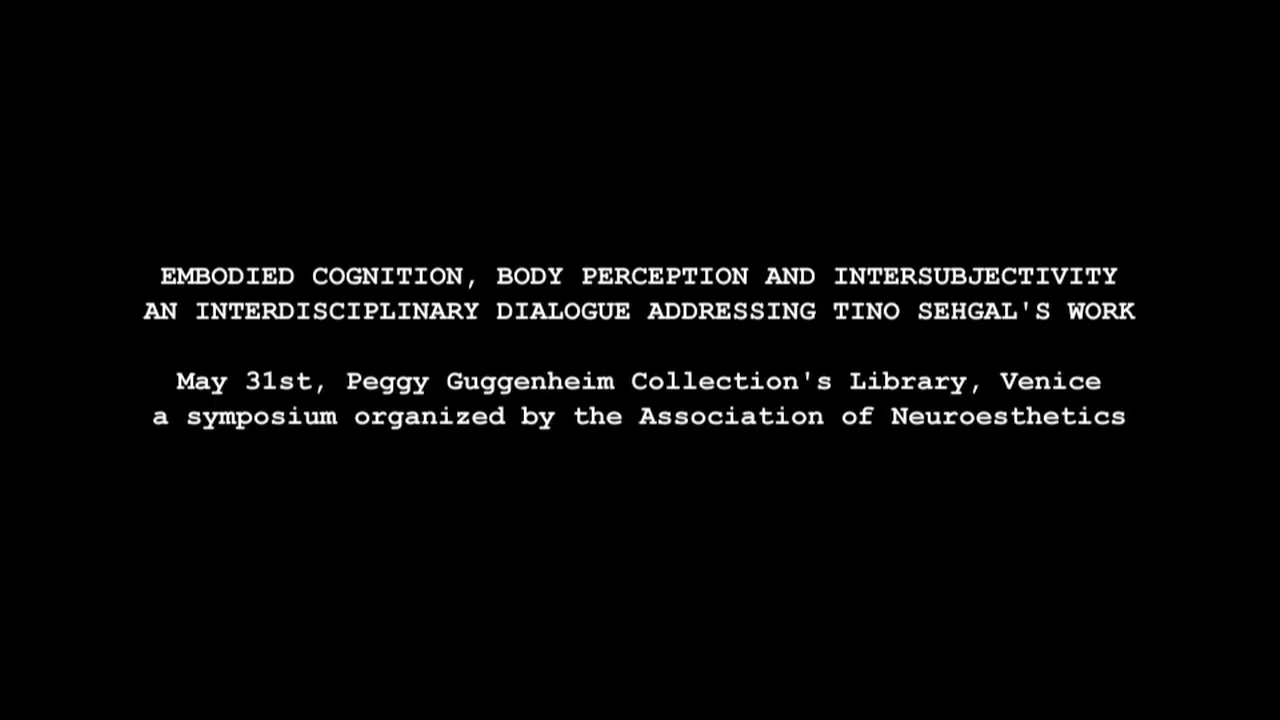 EMBODIED COGNITION, BODY PERCEPTION AND INTERSUBJECTIVITY
AN INTERDISCIPLINARY DIALOGUE ADDRESSING TINO SEHGAL'S WORK
May 31st, Peggy Guggenheim Collection's Library, Venice
a symposium organized by the Association of Neuroesthetics